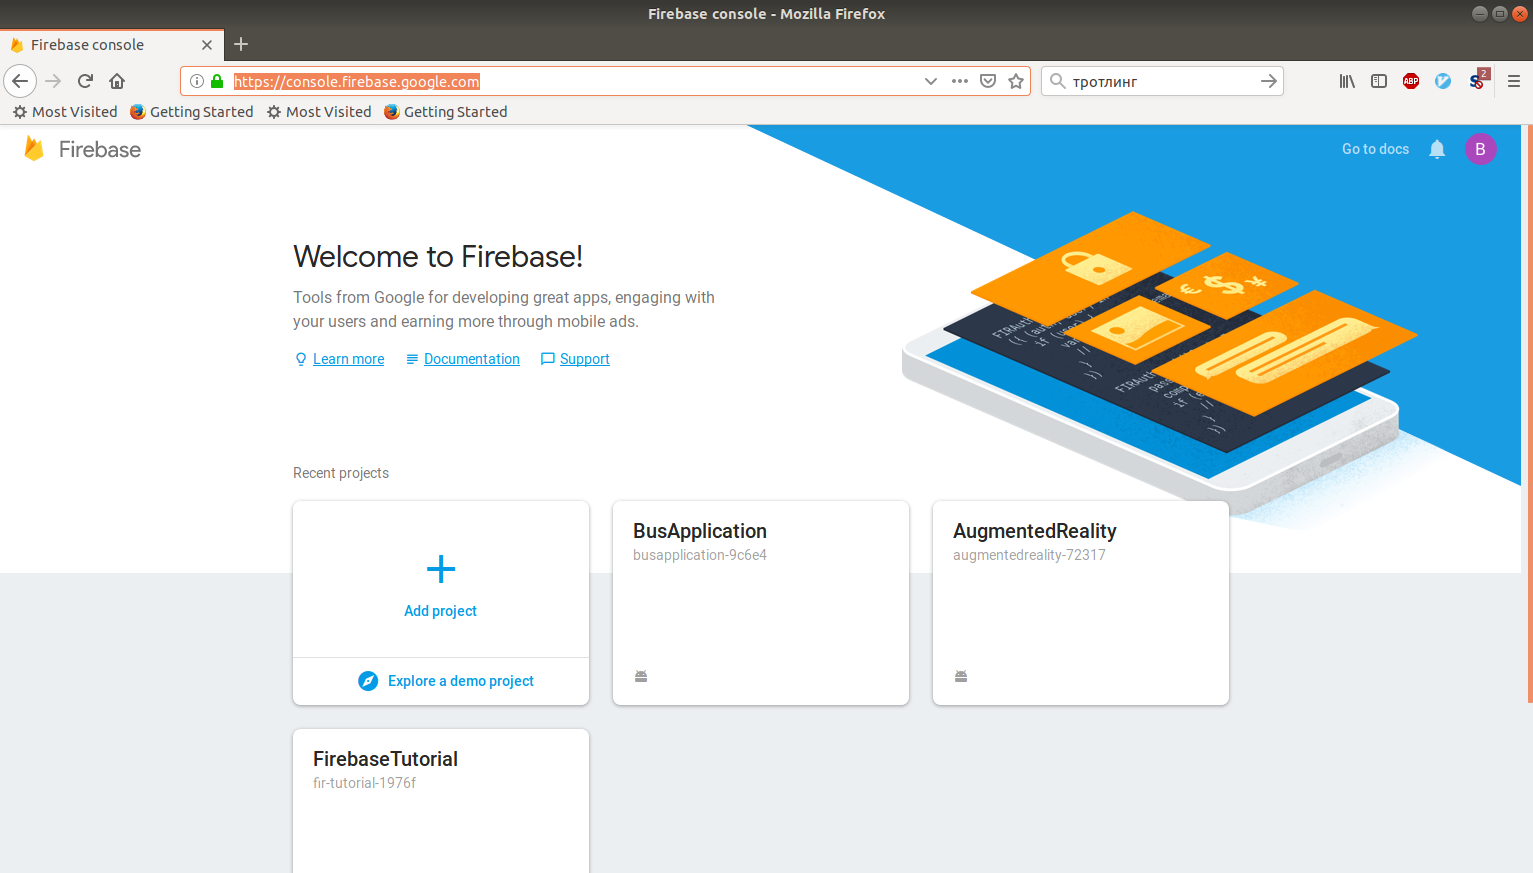 Firebase console - Mozilla Firefox
Firebase console
https://console.firebase.google.com
тротлинг
ABP
2
Most Visited
Getting Started
Most Visited
Getting Started
Firebase
Go to docs
B
Welcome to Firebase!
Tools from Google for developing great apps, engaging with
your users and earning more through mobile ads.
Learn more
Documentation
Support
Recent projects
Add project
Explore a demo project
BusApplication
busapplication-9c6e4
AugmentedReality
augmentedreality-72317
FirebaseTutorial
fir-tutorial-1976f